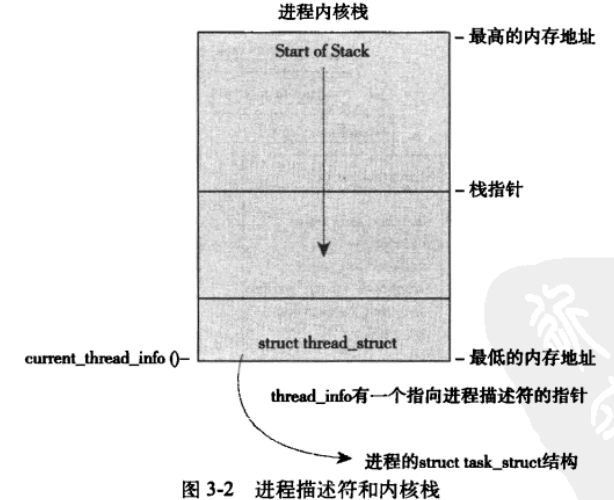 进程内核栈
最高的内存地址
Start of Stack
栈指针
struct thread_struct
current_thread_info ()
最低的内存地址
thread_info有一个指向进程描述符的指针
进程的struct task_struct结构
图 3-2 进程描述符和内核栈